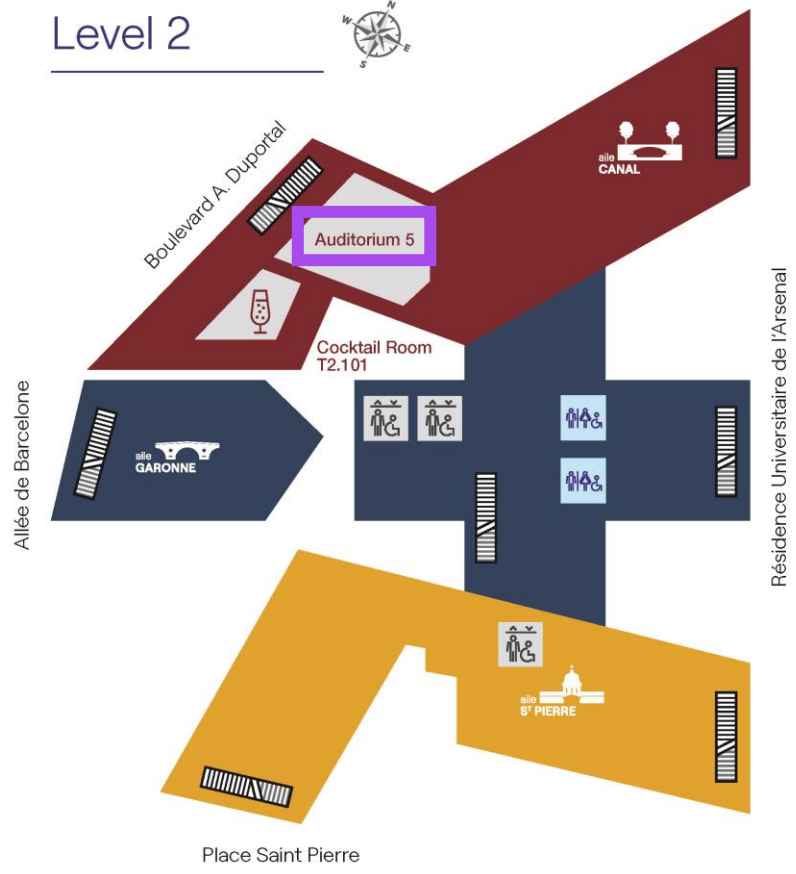 Level 2
N
W
E
S
Boulevard A. Duportal
aile
CANAL
Auditorium 5
Cocktail Room
T2.101
Allée de Barcelone
Résidence Universitaire de l'Arsenal
aile
GARONNE
aile
ST PIERRE
Place Saint Pierre